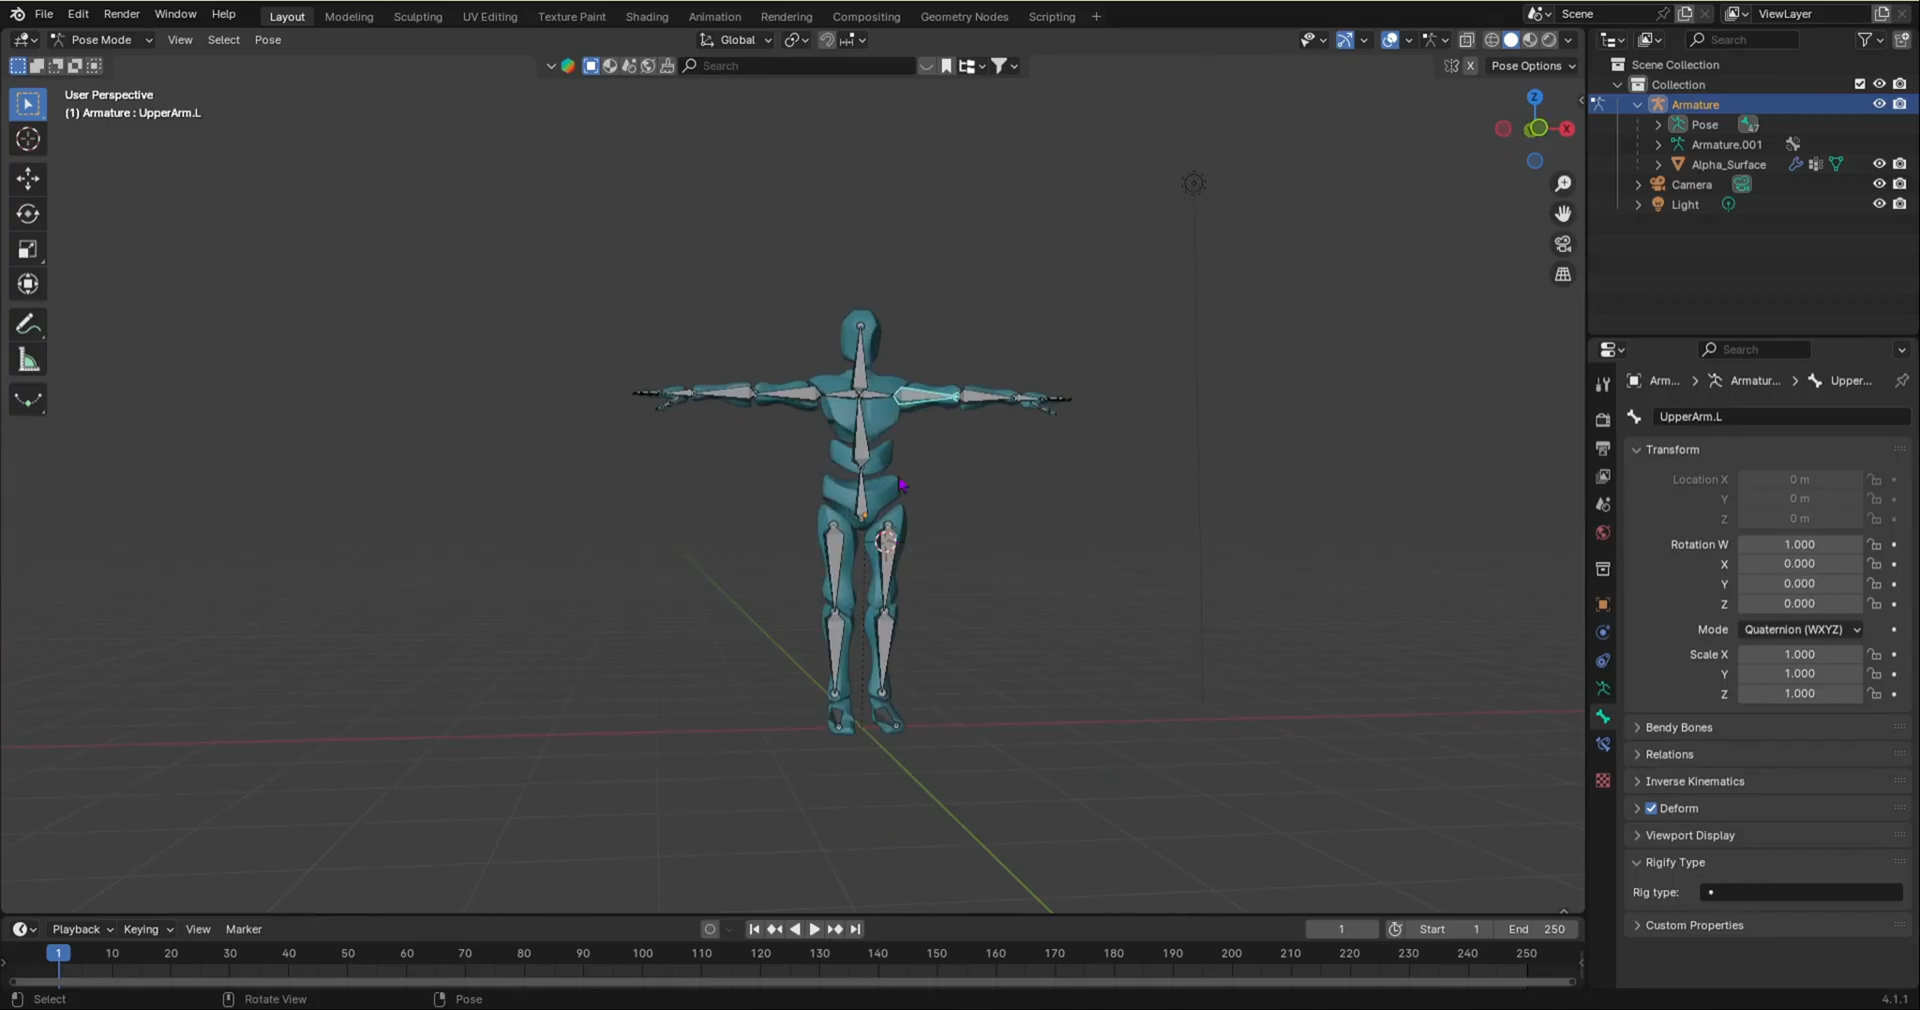 File Edit Render Window Help Layout Modeling Sculpting UV Editing Texture Paint Shading Animation Rendering Compositing Geometry Nodes Scripting + Scene ViewLayer
Pose Mode View Select Pose Global Search
Search X Pose Options
User Perspective
(1) Armature : UpperArm.L
Z
X
Scene Collection
Collection
Armature
Pose 47
Armature.001
Alpha_Surface
Camera
Light
Search
Arm... Armatur... Upper...
UpperArm.L
Transform
Location X 0 m
Y 0 m
Z 0 m
Rotation W 1.000
X 0.000
Y 0.000
Z 0.000
Mode Quaternion (WXYZ)
Scale X 1.000
Y 1.000
Z 1.000
Bendy Bones
Relations
Inverse Kinematics
Deform
Viewport Display
Rigify Type
Rig type:
Custom Properties
Playback Keying View Marker 1 Start 1 End 250
1 10 20 30 40 50 60 70 80 90 100 110 120 130 140 150 160 170 180 190 200 210 220 230 240 250
Select Rotate View Pose 4.1.1